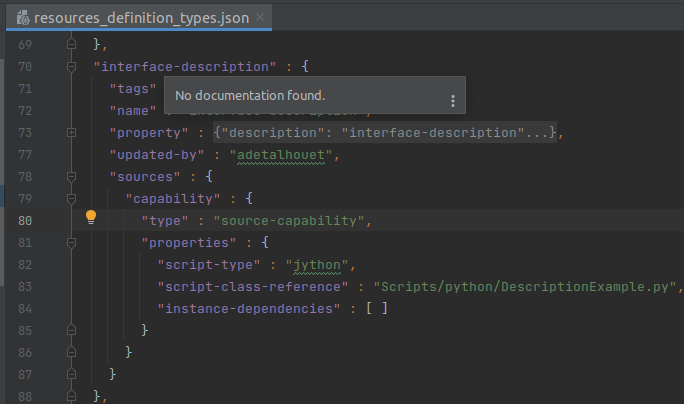 resources_definition_types.json
69 },
70 "interface-description" : {
71 "tags"
No documentation found.
72 "name"
73 "property" : {"description": "interface-description"...},
77 "updated-by" : "adetalhouet",
78 "sources" : {
79 "capability" : {
80 "type" : "source-capability",
81 "properties" : {
82 "script-type" : "jython",
83 "script-class-reference" : "Scripts/python/DescriptionExample.py",
84 "instance-dependencies" : [ ]
85 }
86 }
87 }
88 },